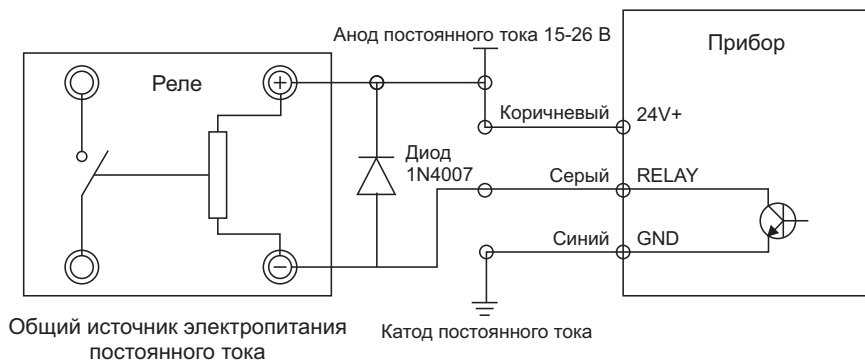 Анод постоянного тока 15-26 В
Прибор
Реле
+
Коричневый
24V+
Диод
1N4007
Серый
RELAY
Синий
GND
−
Общий источник электропитания
постоянного тока
Катод постоянного тока